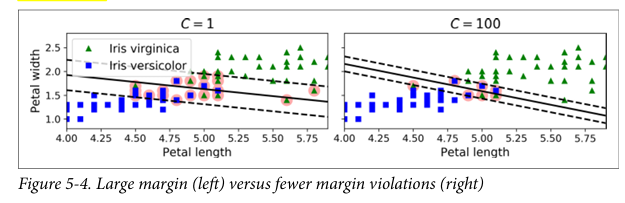 C = 1
C = 100
Petal width
2.5
2.0
1.5
1.0
Iris virginica
Iris versicolor
4.00 4.25 4.50 4.75 5.00 5.25 5.50 5.75
Petal length
4.00 4.25 4.50 4.75 5.00 5.25 5.50 5.75
Petal length
Figure 5-4. Large margin (left) versus fewer margin violations (right)